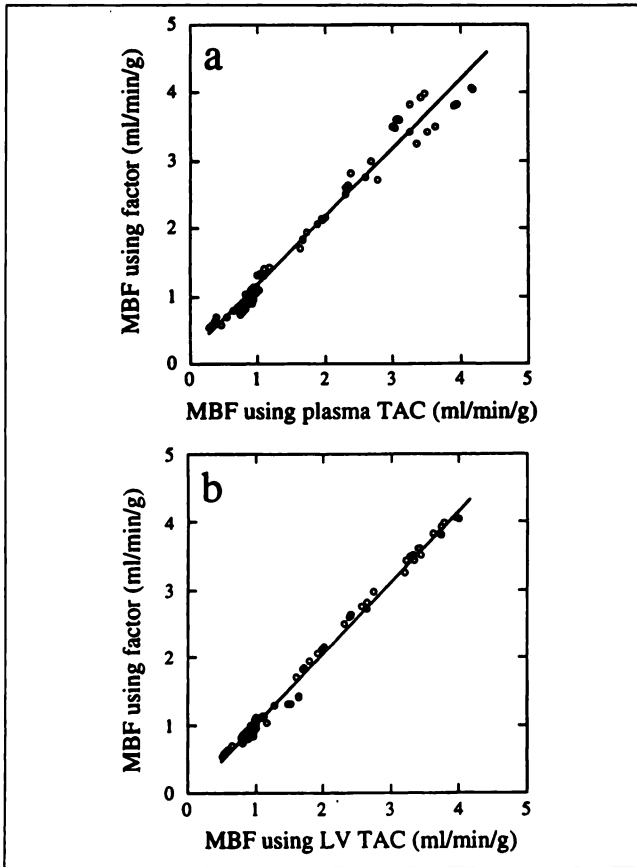 a
5
4
3
2
1
0
MBF using factor (ml/min/g)
0 1 2 3 4 5
MBF using plasma TAC (ml/min/g)
b
5
4
3
2
1
0
MBF using factor (ml/min/g)
0 1 2 3 4 5
MBF using LV TAC (ml/min/g)